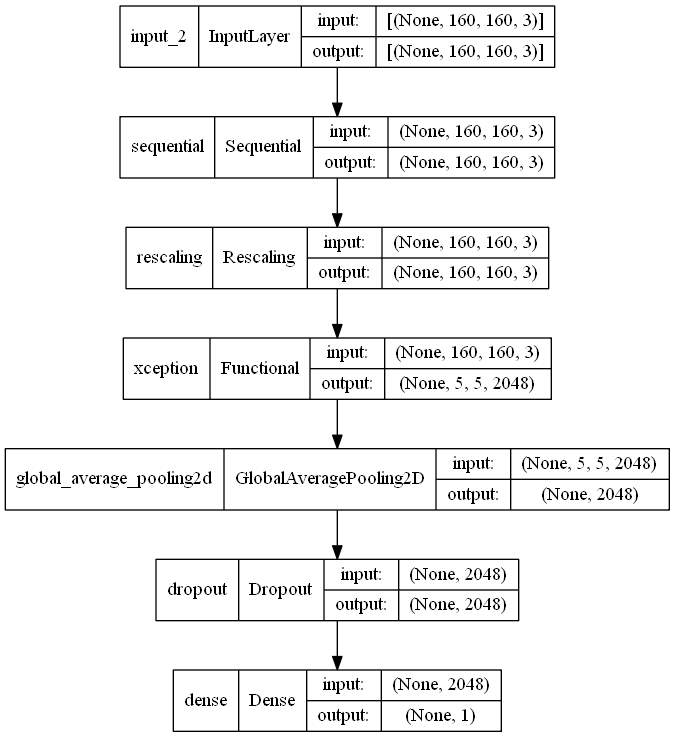 input_2 InputLayer input: [(None, 160, 160, 3)]
output: [(None, 160, 160, 3)]
sequential Sequential input: (None, 160, 160, 3)
output: (None, 160, 160, 3)
rescaling Rescaling input: (None, 160, 160, 3)
output: (None, 160, 160, 3)
xception Functional input: (None, 160, 160, 3)
output: (None, 5, 5, 2048)
global_average_pooling2d GlobalAveragePooling2D input: (None, 5, 5, 2048)
output: (None, 2048)
dropout Dropout input: (None, 2048)
output: (None, 2048)
dense Dense input: (None, 2048)
output: (None, 1)